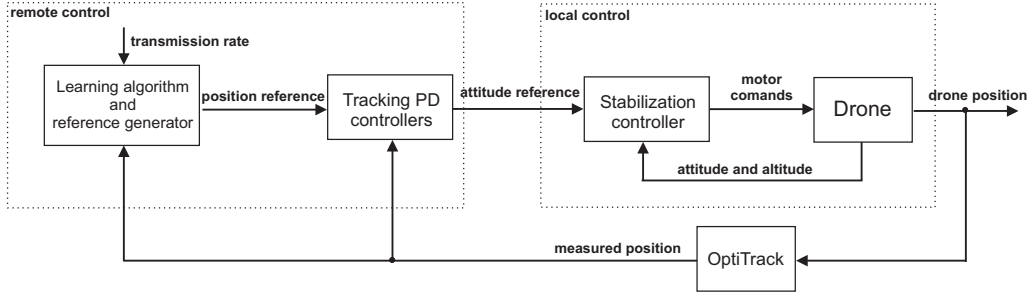 remote control
local control
transmission rate
Learning algorithm
and
reference generator
position reference
Tracking PD
controllers
attitude reference
Stabilization
controller
motor
comands
Drone
drone position
attitude and altitude
measured position
OptiTrack